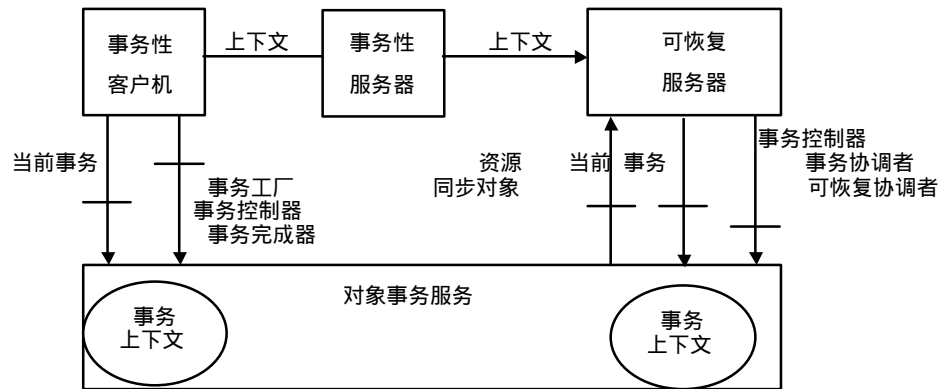 事务性
客户机
上下文
事务性
服务器
上下文
可恢复
服务器
当前事务
事务工厂
事务控制器
事务完成器
资源
同步对象
当前 事务
事务控制器
事务协调者
可恢复协调者
对象事务服务
事务
上下文
事务
上下文